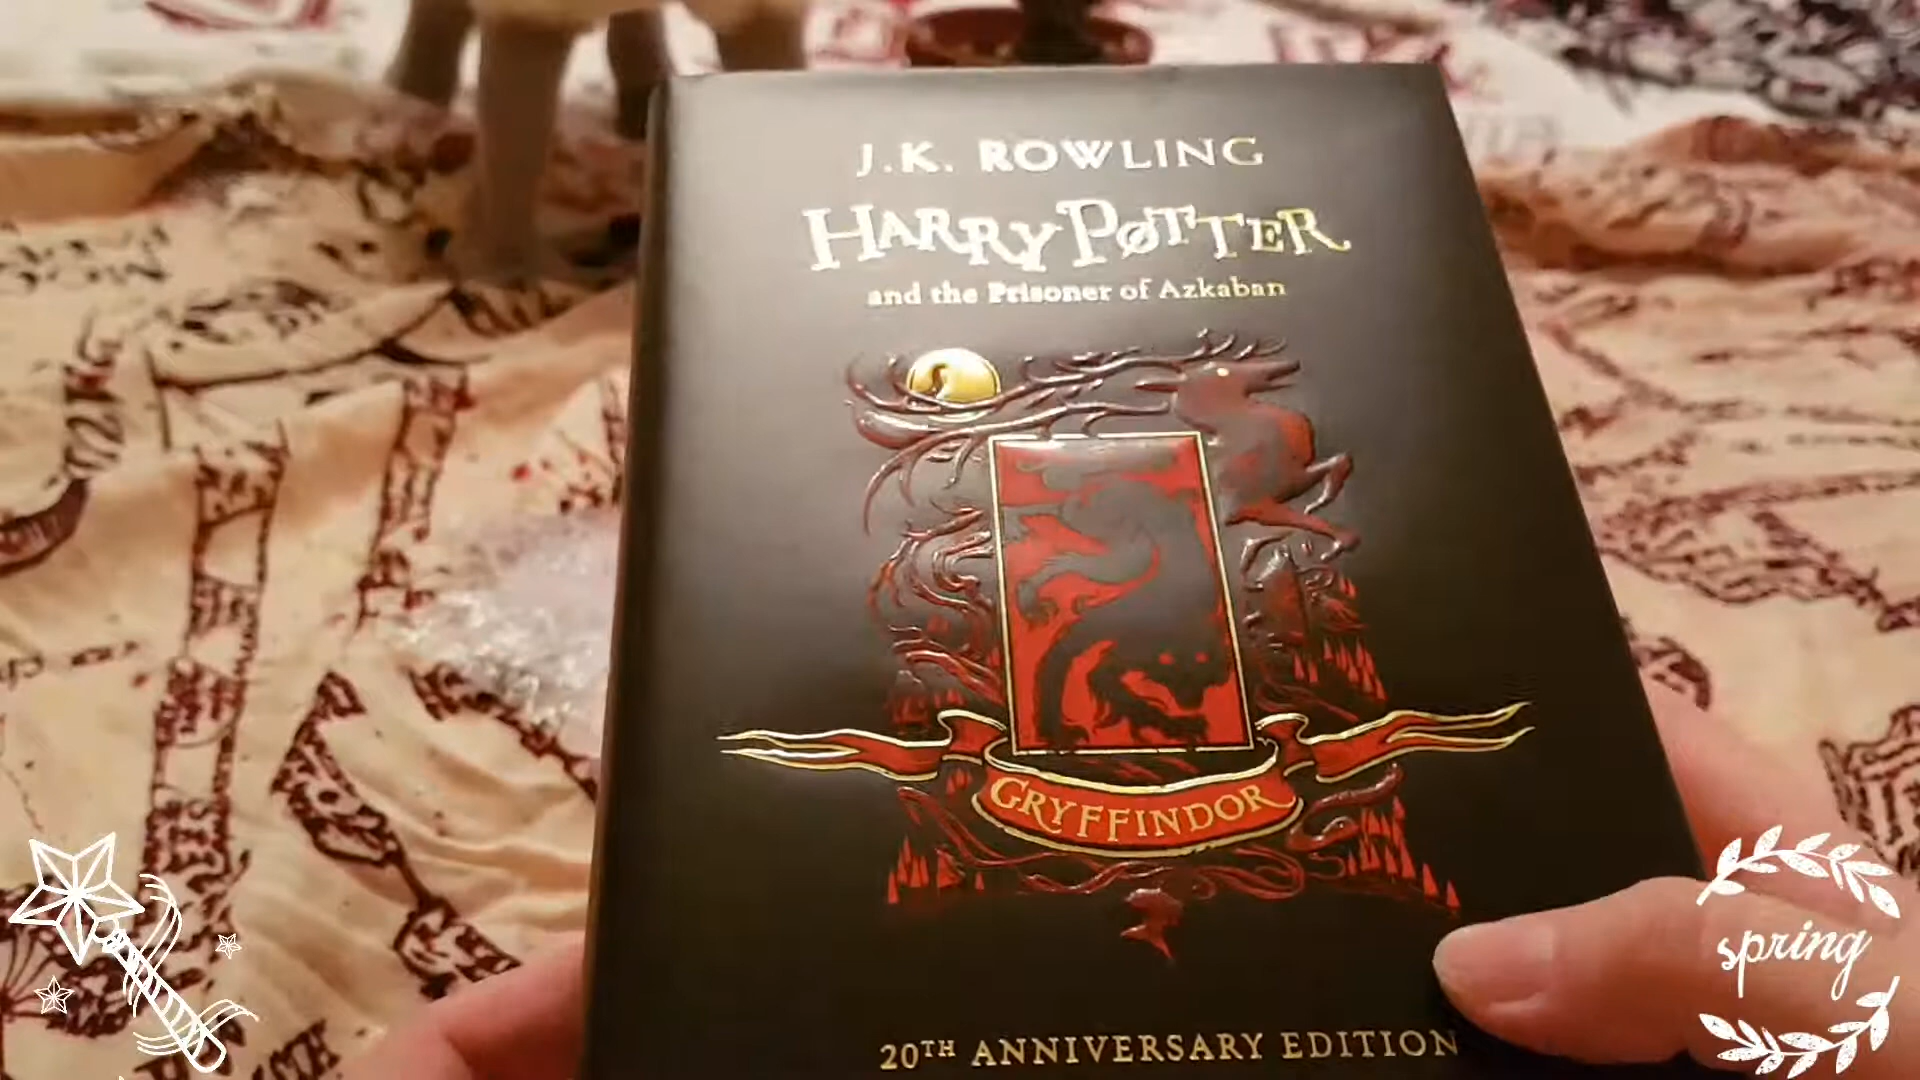 J.K. ROWLING
HARRY POTTER
and the Prisoner of Azkaban
GRYFFINDOR
20TH ANNIVERSARY EDITION
spring